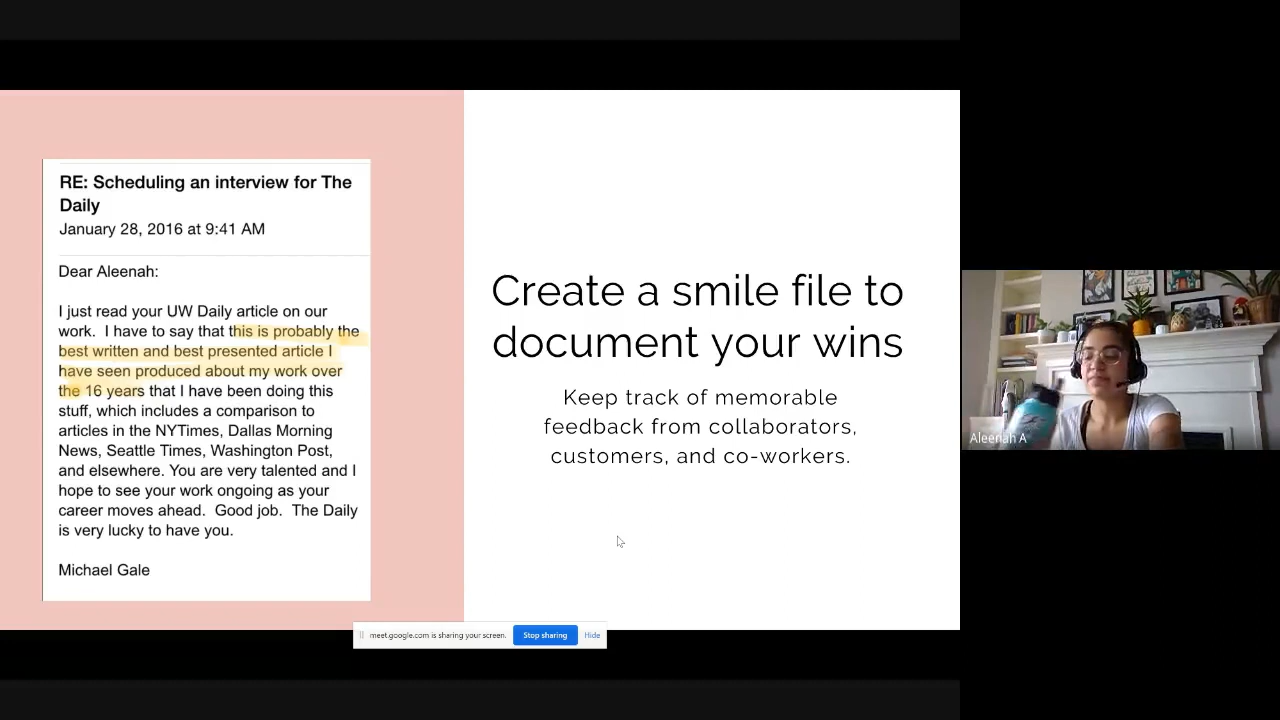 RE: Scheduling an interview for The
Daily
January 28, 2016 at 9:41 AM
Dear Aleenah:
I just read your UW Daily article on our
work.  I have to say that this is probably the
best written and best presented article I
have seen produced about my work over
the 16 years that I have been doing this
stuff, which includes a comparison to
articles in the NYTimes, Dallas Morning
News, Seattle Times, Washington Post,
and elsewhere. You are very talented and I
hope to see your work ongoing as your
career moves ahead.  Good job.  The Daily
is very lucky to have you.
Michael Gale
Create a smile file to
document your wins
Keep track of memorable
feedback from collaborators,
customers, and co-workers.
meet.google.com is sharing your screen.
Stop sharing
Hide
Aleenah A